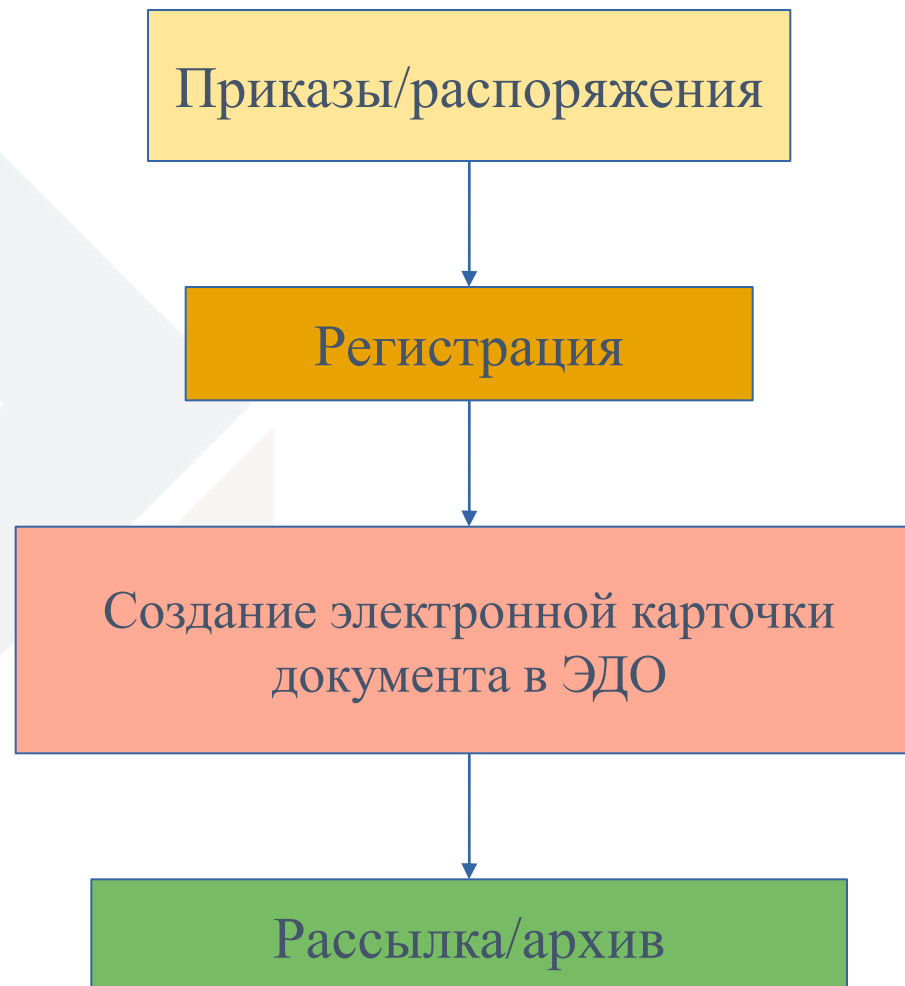 Приказы/распоряжения
Регистрация
Создание электронной карточки
документа в ЭДО
Рассылка/архив